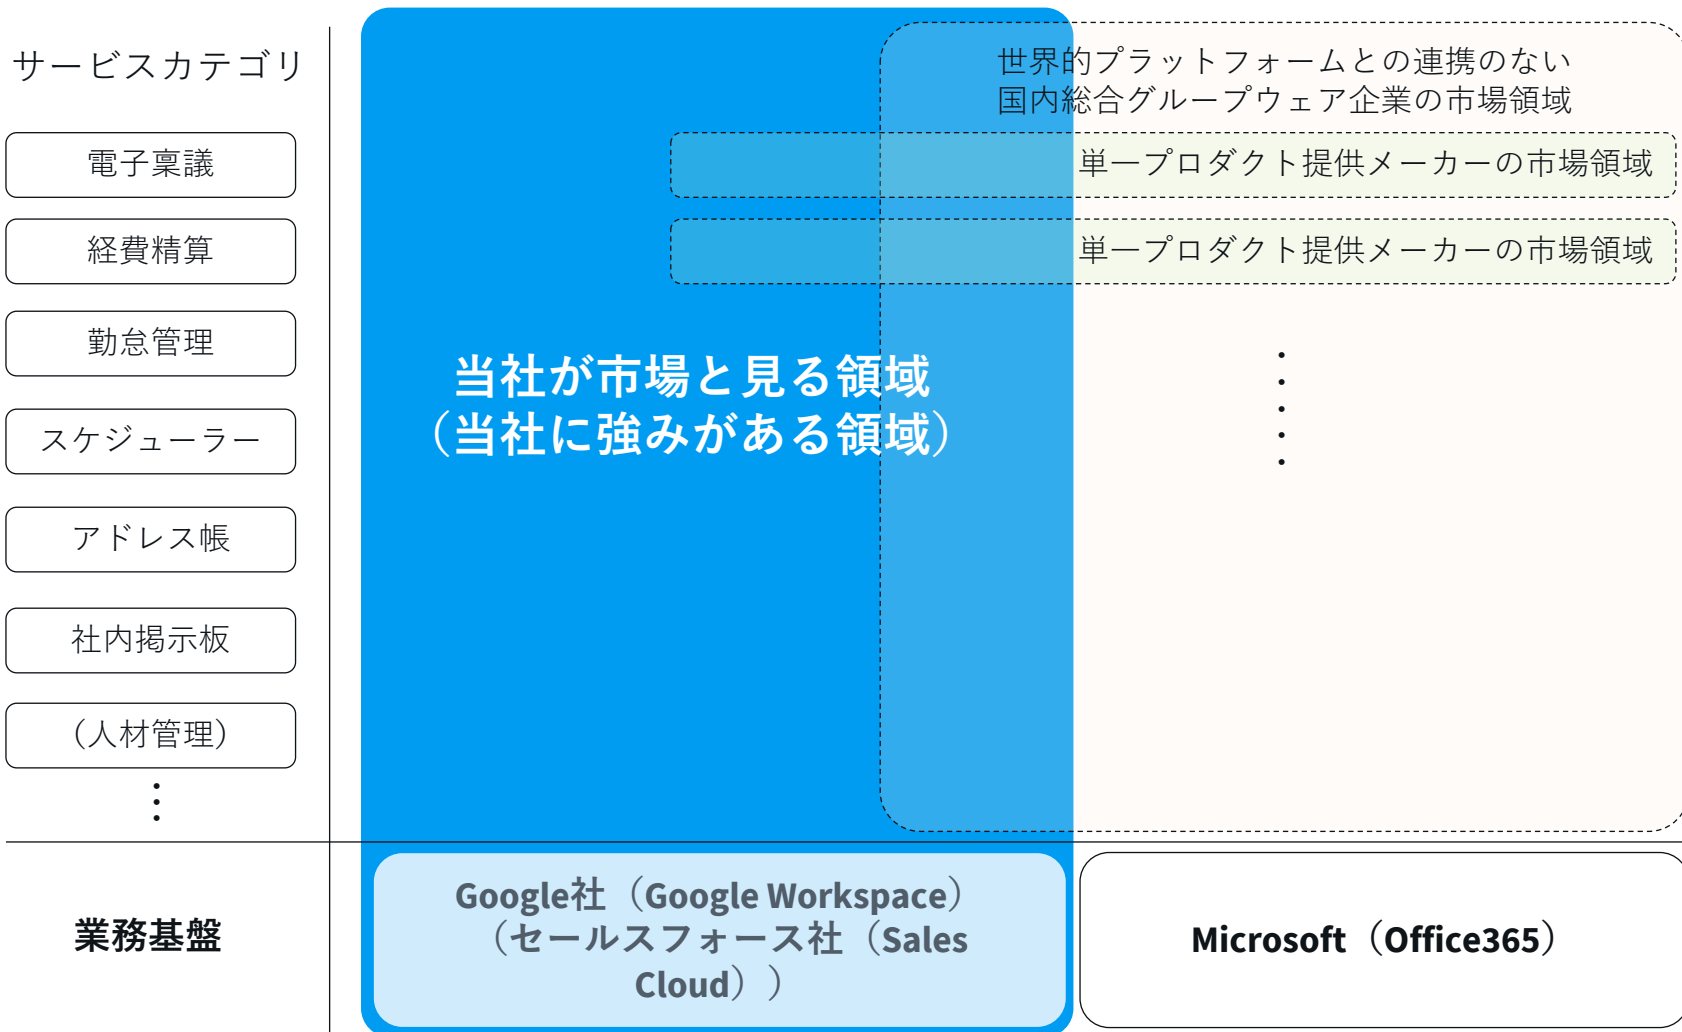 サービスカテゴリ
世界的プラットフォームとの連携のない
国内総合グループウェア企業の市場領域
電子稟議
単一プロダクト提供メーカーの市場領域
経費精算
単一プロダクト提供メーカーの市場領域
勤怠管理
当社が市場と見る領域
（当社に強みがある領域）
スケジューラー
アドレス帳
社内掲示板
（人材管理）
業務基盤
Google社（Google Workspace）
（セールスフォース社（Sales
Cloud））
Microsoft（Office365）